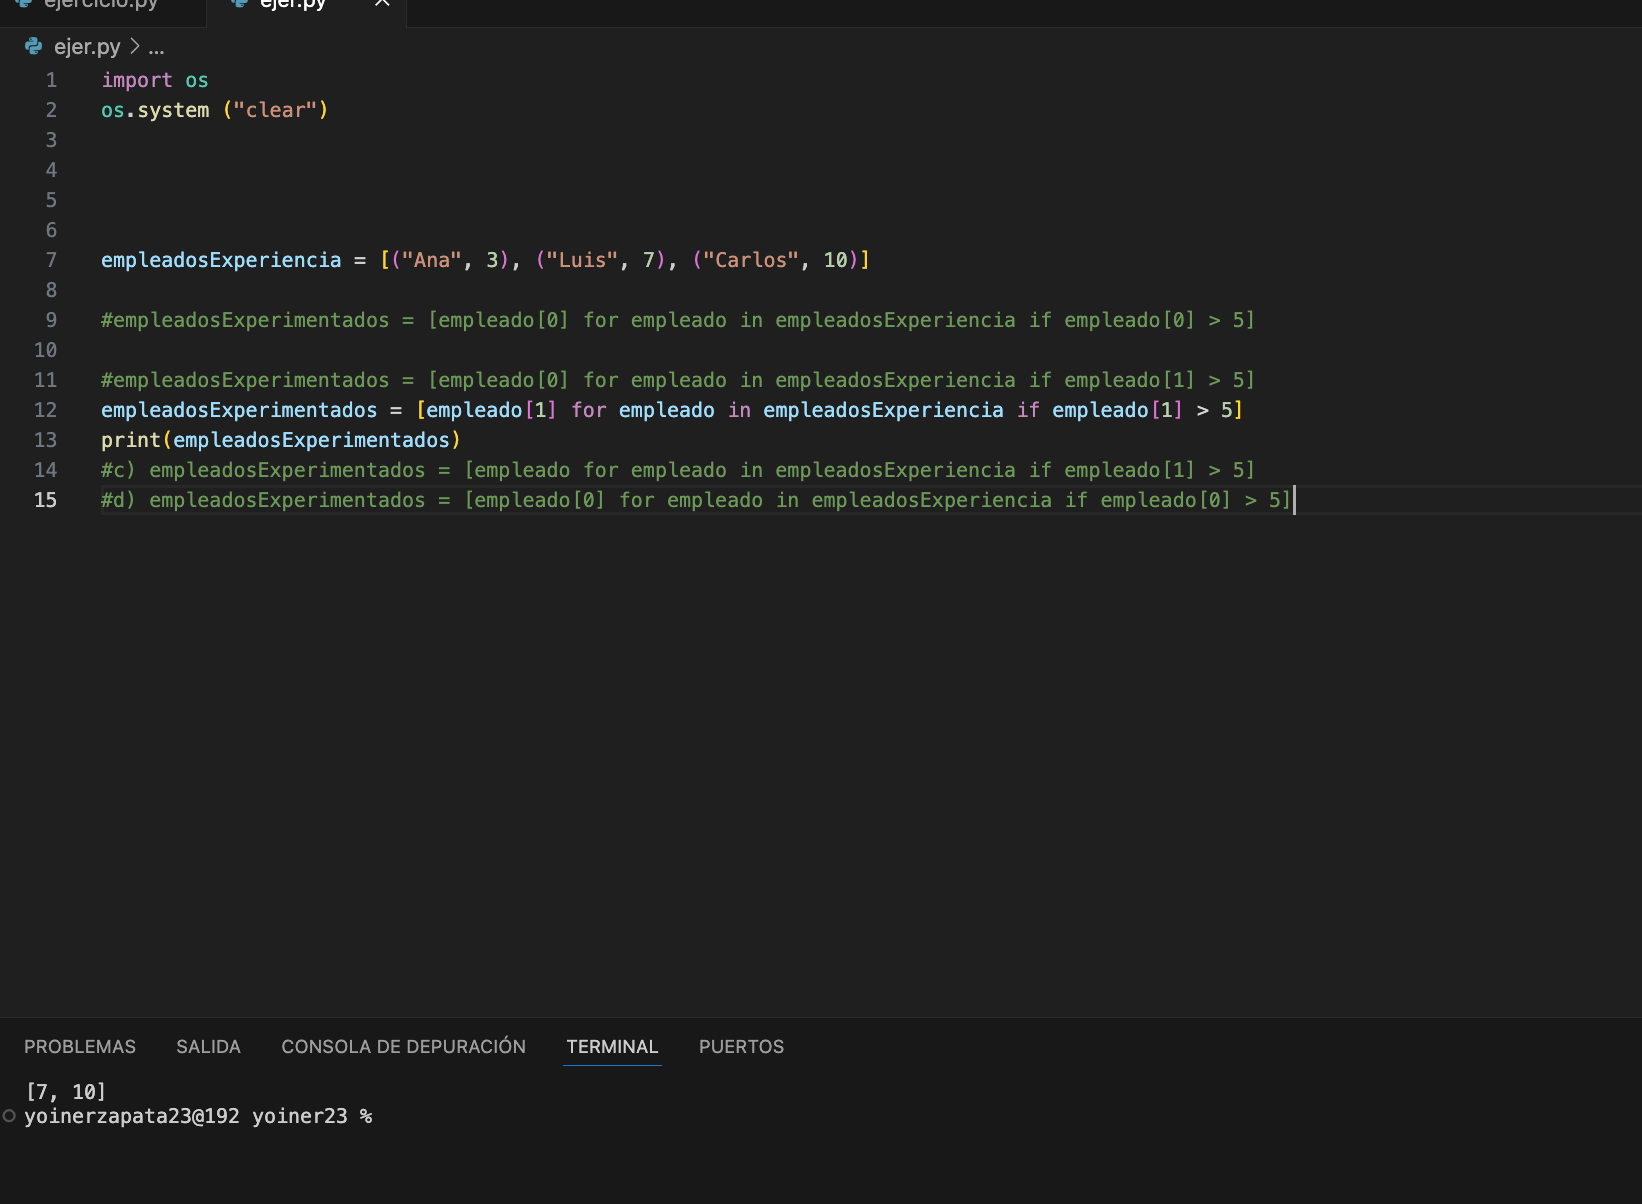 ejercicio.py ejer.py
ejer.py > ...
1 import os
2 os.system ("clear")
3
4
5
6
7 empleadosExperiencia = [("Ana", 3), ("Luis", 7), ("Carlos", 10)]
8
9 #empleadosExperimentados = [empleado[0] for empleado in empleadosExperiencia if empleado[0] > 5]
10
11 #empleadosExperimentados = [empleado[0] for empleado in empleadosExperiencia if empleado[1] > 5]
12 empleadosExperimentados = [empleado[1] for empleado in empleadosExperiencia if empleado[1] > 5]
13 print(empleadosExperimentados)
14 #c) empleadosExperimentados = [empleado for empleado in empleadosExperiencia if empleado[1] > 5]
15 #d) empleadosExperimentados = [empleado[0] for empleado in empleadosExperiencia if empleado[0] > 5]
PROBLEMAS SALIDA CONSOLA DE DEPURACIÓN TERMINAL PUERTOS
[7, 10]
yoinerzapata23@192 yoiner23 %